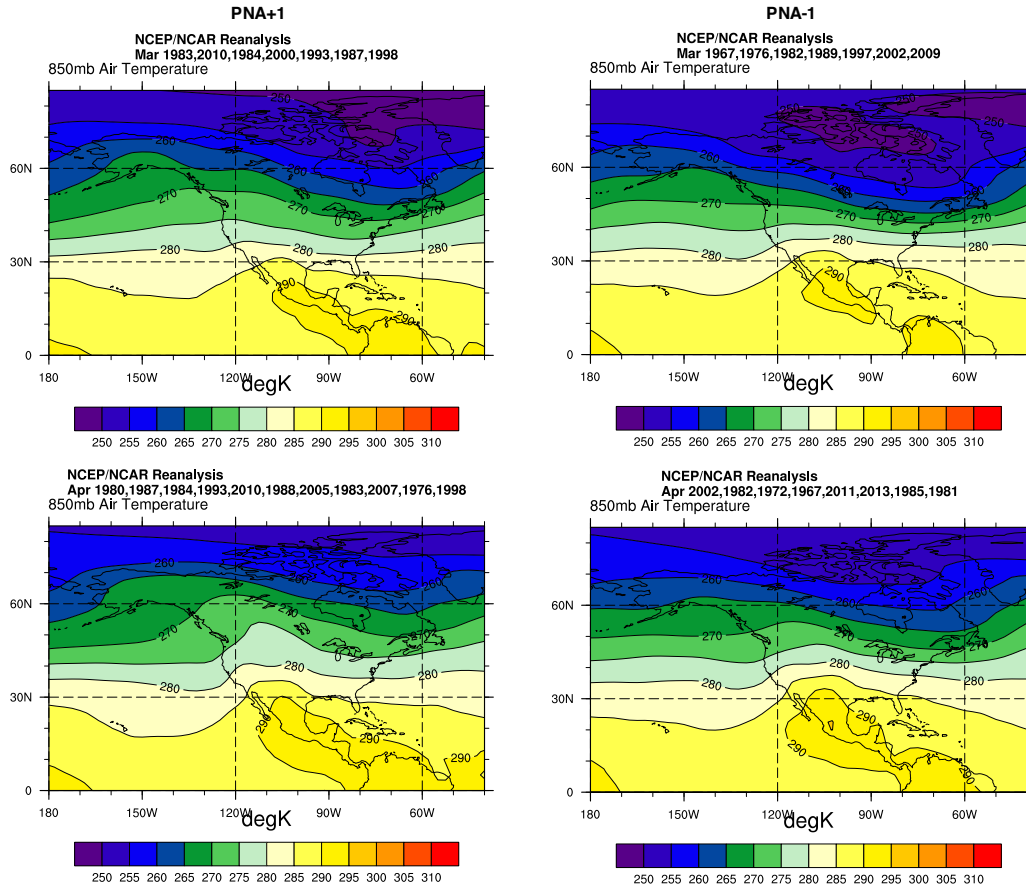 PNA+1
NCEP/NCAR Reanalysis
Mar 1983,2010,1984,2000,1993,1987,1998
850mb Air Temperature
250
260
260
270
270
270
280
280
280
290
290
60N
30N
0
180 150W 120W 90W 60W
degK
250 255 260 265 270 275 280 285 290 295 300 305 310
PNA-1
NCEP/NCAR Reanalysis
Mar 1967,1976,1982,1989,1997,2002,2009
850mb Air Temperature
250
250
260
260
260
270
270
270
280
280
290
290
60N
30N
0
180 150W 120W 90W 60W
degK
250 255 260 265 270 275 280 285 290 295 300 305 310
NCEP/NCAR Reanalysis
Apr 1980,1987,1984,1993,2010,1988,2005,1983,2007,1976,1998
850mb Air Temperature
260
260
270
270
270
280
280
280
290
290
290
60N
30N
0
180 150W 120W 90W 60W
degK
250 255 260 265 270 275 280 285 290 295 300 305 310
NCEP/NCAR Reanalysis
Apr 2002,1982,1972,1967,2011,2013,1985,1981
850mb Air Temperature
260
260
260
270
270
270
280
280
280
290
290
290
60N
30N
0
180 150W 120W 90W 60W
degK
250 255 260 265 270 275 280 285 290 295 300 305 310